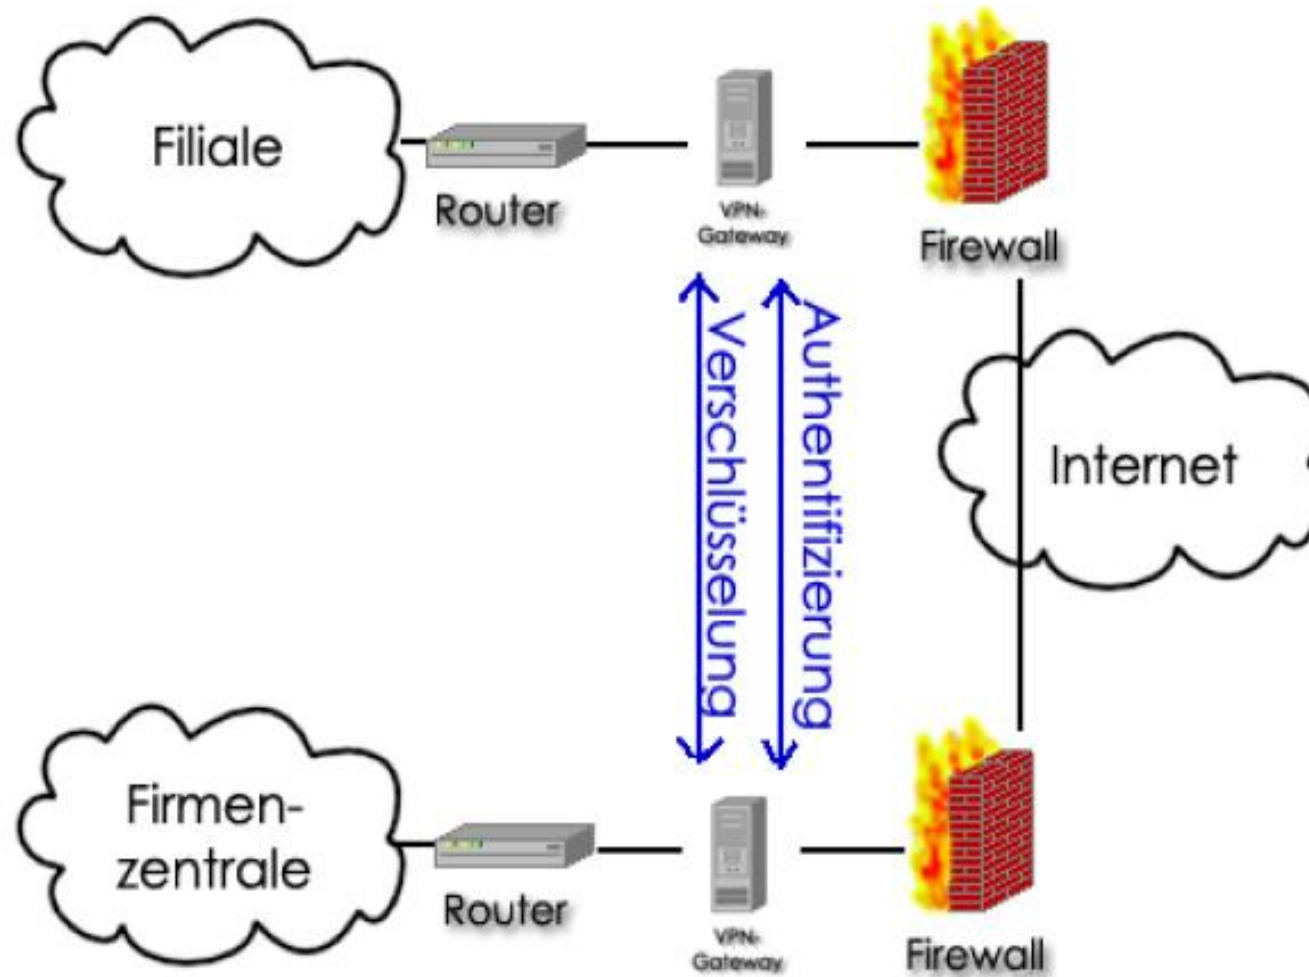 Filiale
Router
VPN-
Gateway
Firewall
Verschlüsselung
Authentifizierung
Internet
Firmen-
zentrale
Router
VPN-
Gateway
Firewall